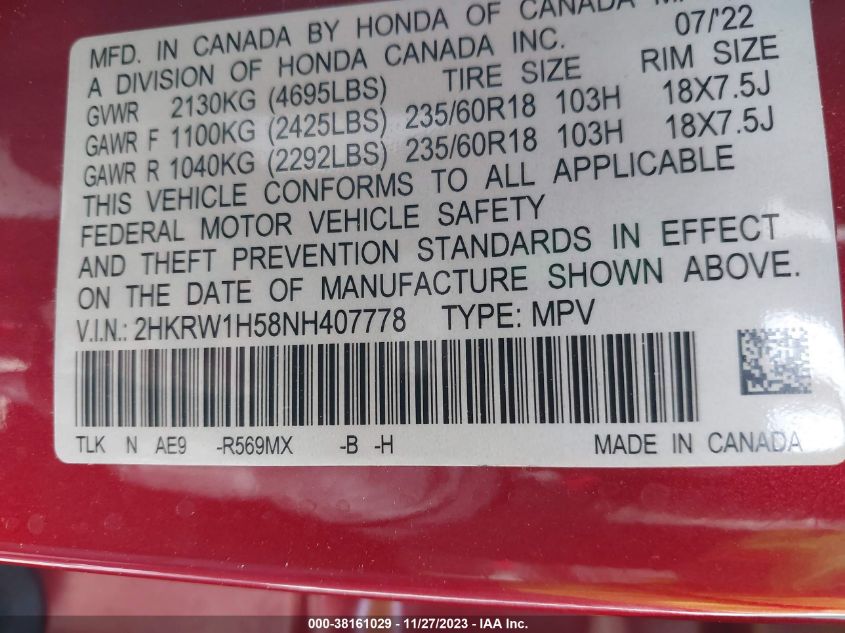 MFD. IN CANADA BY HONDA OF CANADA
A DIVISION OF HONDA CANADA INC. 07/'22
TIRE SIZE RIM SIZE
GVWR 2130KG (4695LBS)
GAWR F 1100KG (2425LBS) 235/60R18 103H 18X7.5J
GAWR R 1040KG (2292LBS) 235/60R18 103H 18X7.5J
THIS VEHICLE CONFORMS TO ALL APPLICABLE
FEDERAL MOTOR VEHICLE SAFETY
AND THEFT PREVENTION STANDARDS IN EFFECT
ON THE DATE OF MANUFACTURE SHOWN ABOVE.
V.I.N.: 2HKRW1H58NH407778 TYPE: MPV
TLK N AE9 -R569MX -B -H MADE IN CANADA
000-38161029 — 11/27/2023 — IAA Inc.